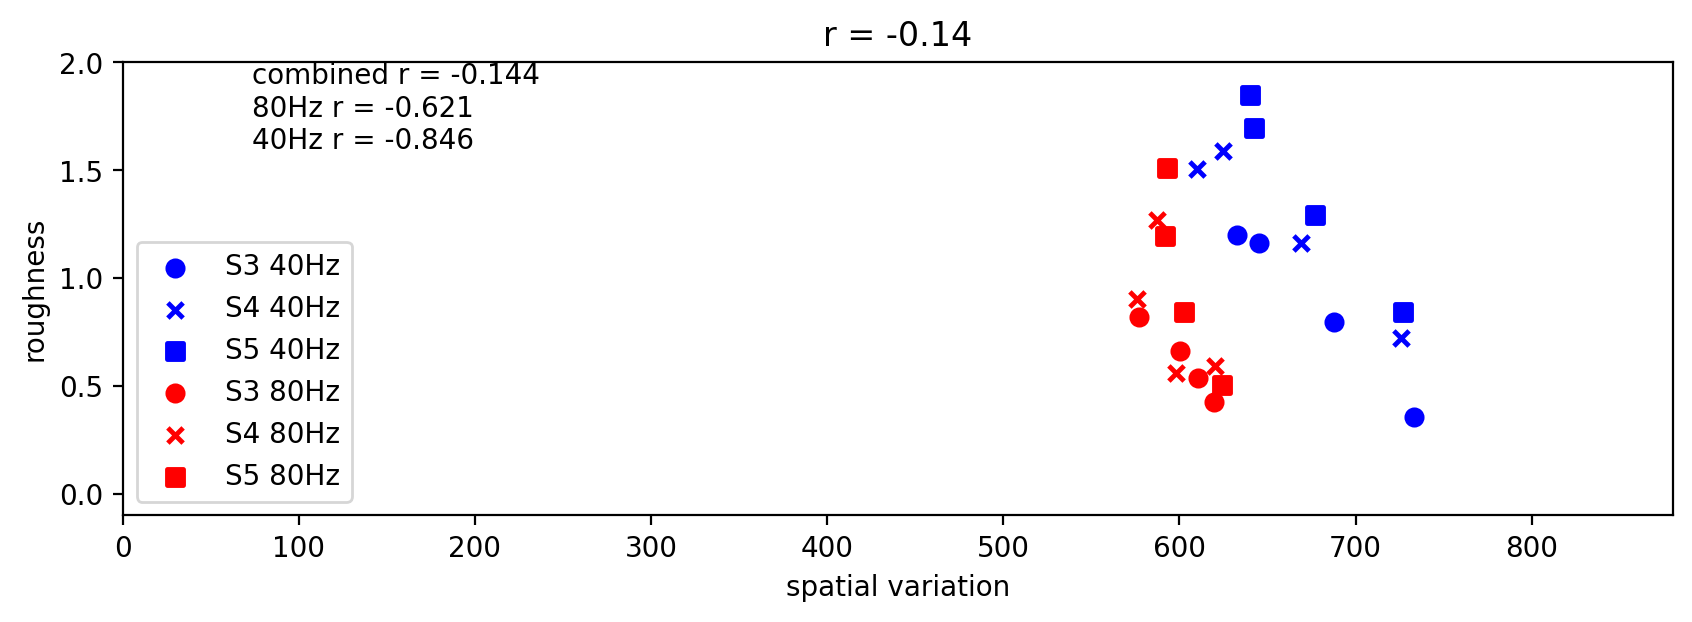 r = -0.14
combined r = -0.144
80Hz r = -0.621
40Hz r = -0.846
2.0
1.5
1.0
0.5
0.0
roughness
S3 40Hz
S4 40Hz
S5 40Hz
S3 80Hz
S4 80Hz
S5 80Hz
0 100 200 300 400 500 600 700 800
spatial variation